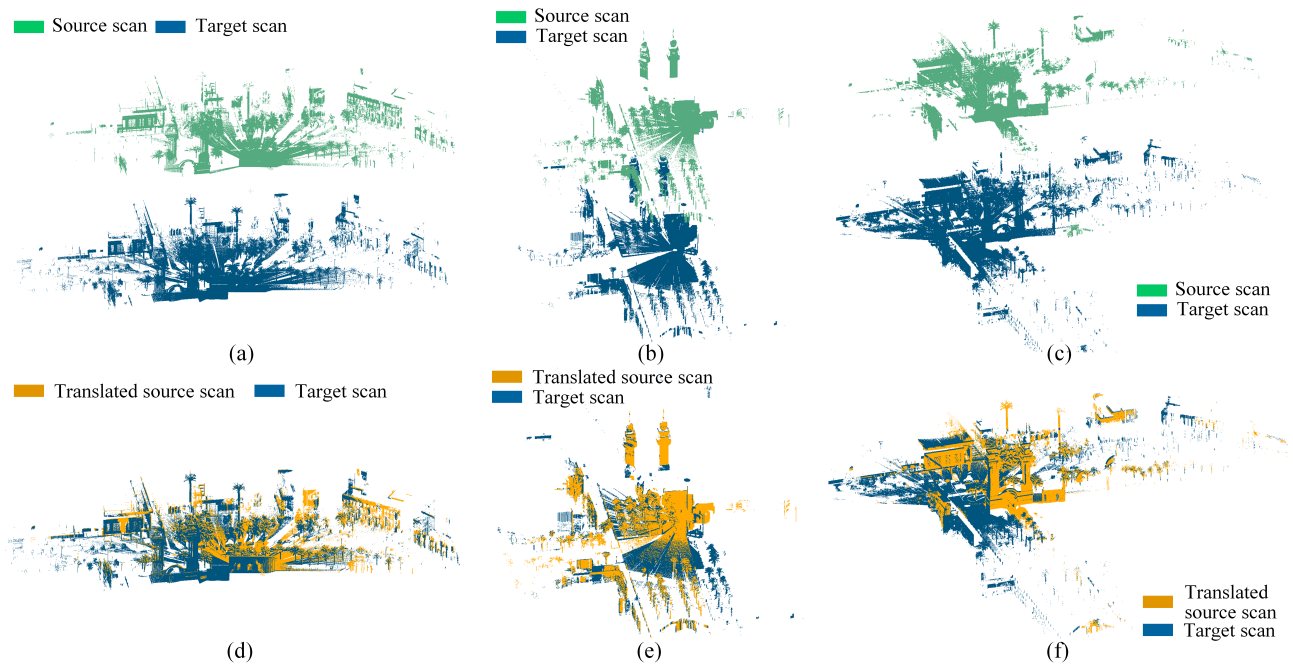 Source scan Target scan
Source scan
Target scan
Source scan
Target scan
(a)
(b)
(c)
Translated source scan Target scan
Translated source scan
Target scan
Translated
source scan
Target scan
(d)
(e)
(f)